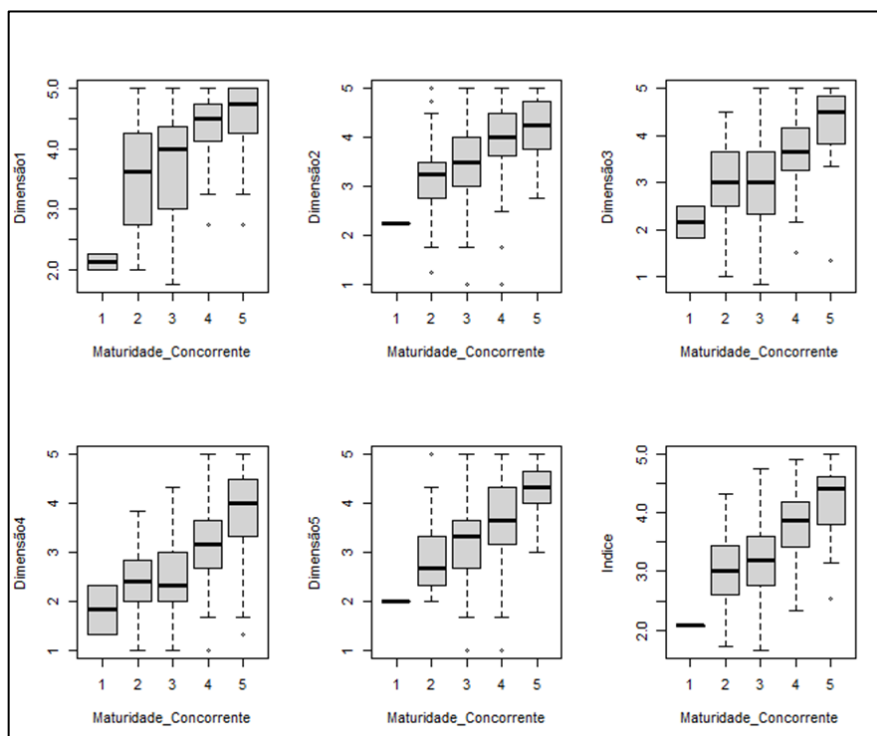 Dimensão1
5.0
4.0
3.0
2.0
1 2 3 4 5
Maturidade_Concorrente
Dimensão2
5
4
3
2
1
1 2 3 4 5
Maturidade_Concorrente
Dimensão3
5
4
3
2
1
1 2 3 4 5
Maturidade_Concorrente
Dimensão4
5
4
3
2
1
1 2 3 4 5
Maturidade_Concorrente
Dimensão5
5
4
3
2
1
1 2 3 4 5
Maturidade_Concorrente
Indice
5.0
4.0
3.0
2.0
1 2 3 4 5
Maturidade_Concorrente